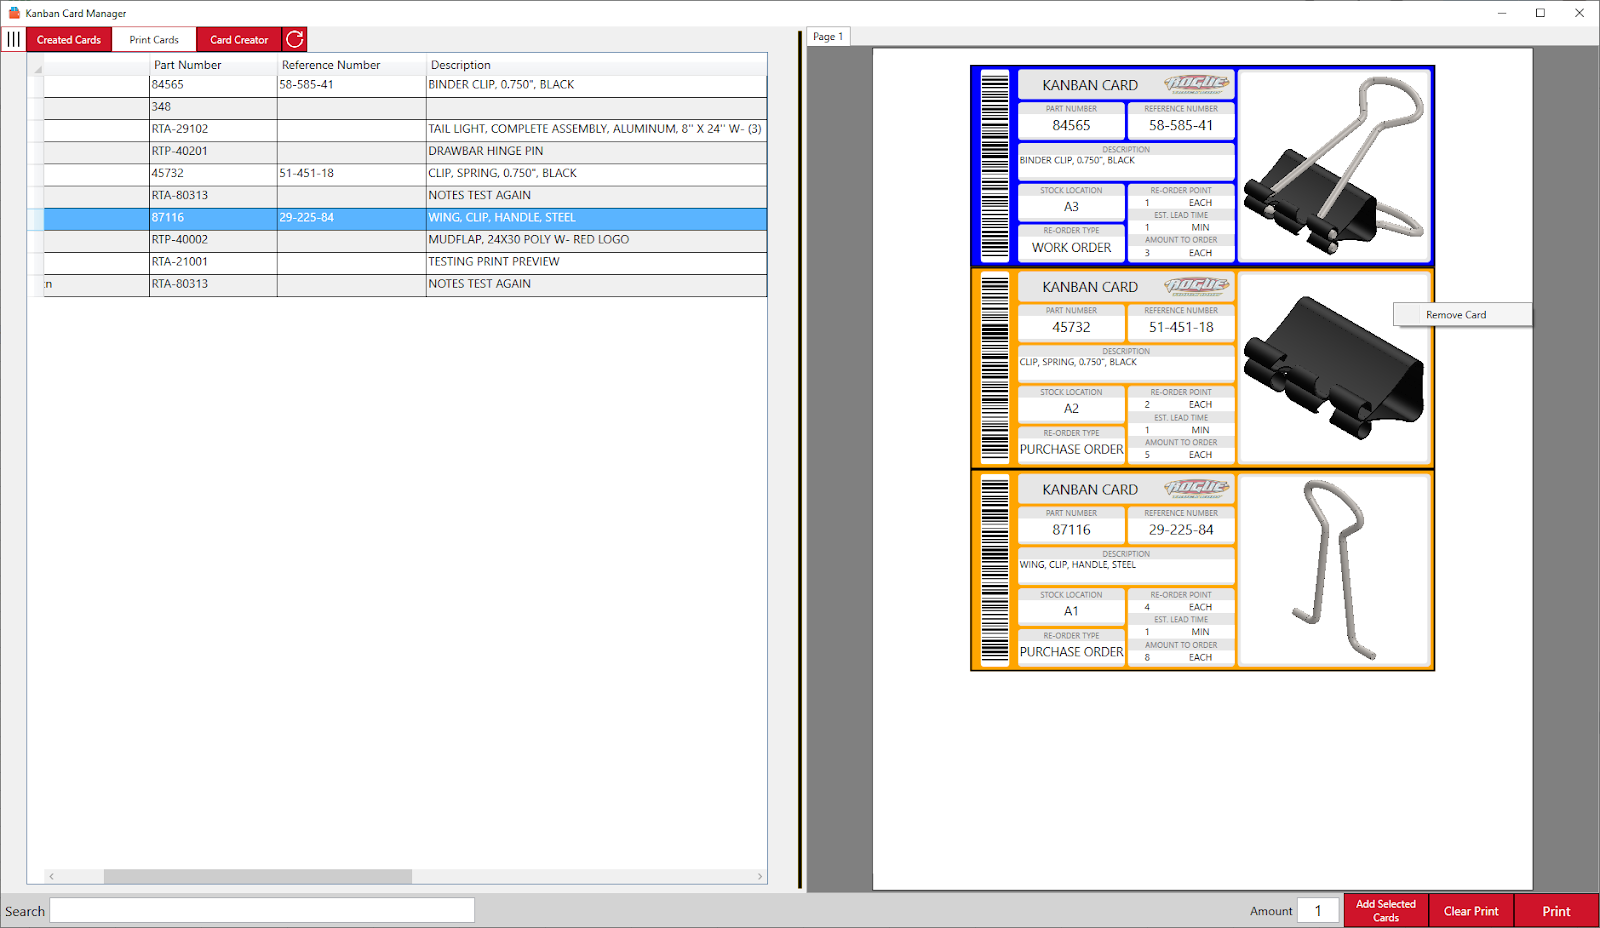 Kanban Card Manager
Created Cards Print Cards Card Creator
Part Number Reference Number Description
84565 58-585-41 BINDER CLIP, 0.750", BLACK
348
RTA-29102 TAIL LIGHT, COMPLETE ASSEMBLY, ALUMINUM, 8" X 24" W- (3)
RTP-40201 DRAWBAR HINGE PIN
45732 51-451-18 CLIP, SPRING, 0.750", BLACK
RTA-80313 NOTES TEST AGAIN
87116 29-225-84 WING, CLIP, HANDLE, STEEL
RTP-40002 MUDFLAP, 24X30 POLY W- RED LOGO
RTA-21001 TESTING PRINT PREVIEW
RTA-80313 NOTES TEST AGAIN
Page 1
KANBAN CARD ROGUE
PART NUMBER REFERENCE NUMBER
84565 58-585-41
DESCRIPTION
BINDER CLIP, 0.750", BLACK
STOCK LOCATION RE-ORDER POINT
A3 1 EACH
EST. LEAD TIME
RE-ORDER TYPE 1 MIN
WORK ORDER AMOUNT TO ORDER
3 EACH
KANBAN CARD ROGUE
PART NUMBER REFERENCE NUMBER
45732 51-451-18
DESCRIPTION
CLIP, SPRING, 0.750", BLACK
STOCK LOCATION RE-ORDER POINT
A2 2 EACH
EST. LEAD TIME
RE-ORDER TYPE 1 MIN
PURCHASE ORDER AMOUNT TO ORDER
5 EACH
Remove Card
KANBAN CARD ROGUE
PART NUMBER REFERENCE NUMBER
87116 29-225-84
DESCRIPTION
WING, CLIP, HANDLE, STEEL
STOCK LOCATION RE-ORDER POINT
A1 4 EACH
EST. LEAD TIME
RE-ORDER TYPE 1 MIN
PURCHASE ORDER AMOUNT TO ORDER
8 EACH
Search Amount 1 Add Selected Cards Clear Print Print